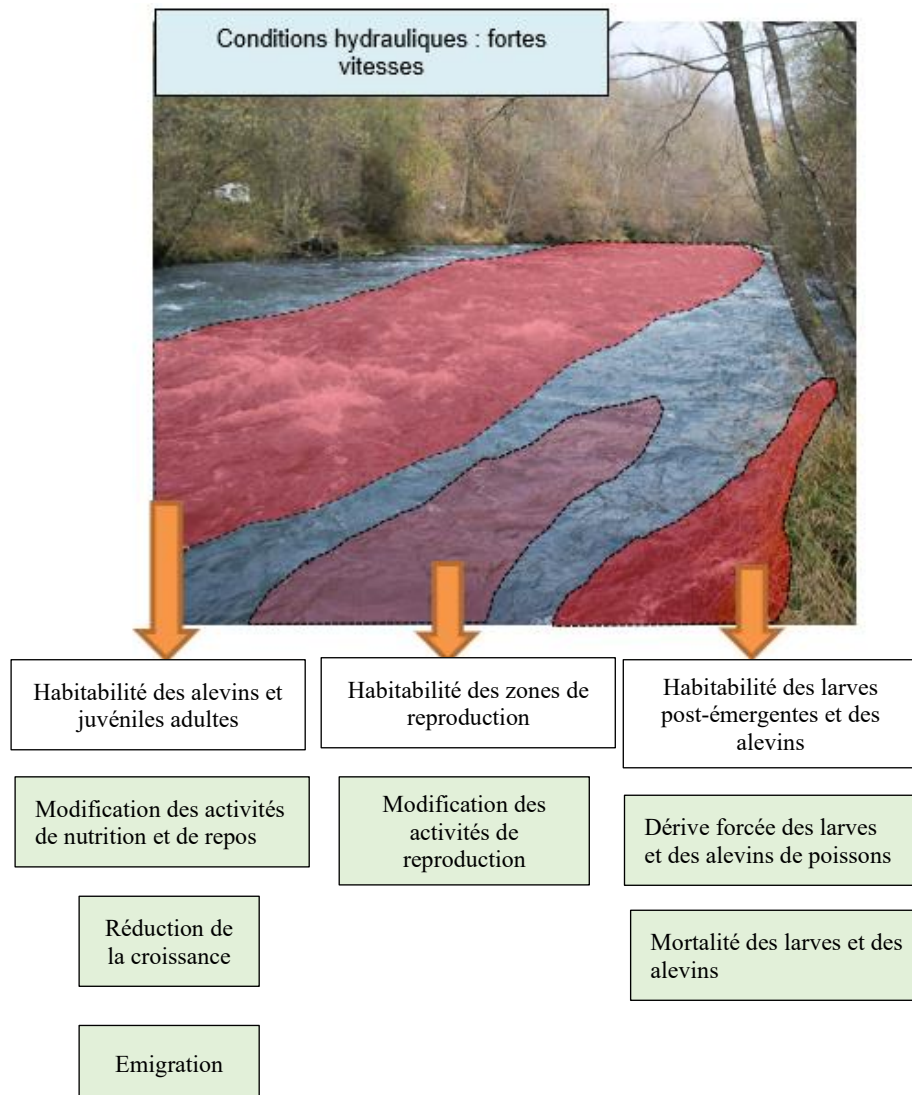 Conditions hydrauliques : fortes
vitesses
Habitabilité des alevins et
juvéniles adultes
Habitabilité des zones de
reproduction
Habitabilité des larves
post-émergentes et des
alevins
Modification des activités
de nutrition et de repos
Modification des
activités de
reproduction
Dérive forcée des larves
et des alevins de poissons
Réduction de
la croissance
Mortalité des larves et des
alevins
Emigration